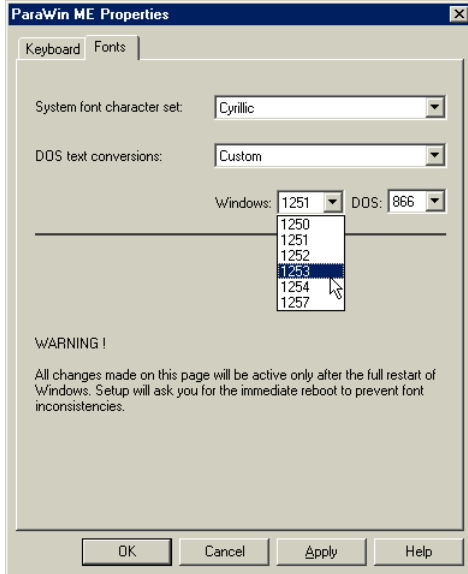 ParaWin ME Properties
Keyboard Fonts
System font character set: Cyrillic
DOS text conversions: Custom
Windows: 1251 DOS: 866
1250
1251
1252
1253
1254
1257
WARNING !
All changes made on this page will be active only after the full restart of
Windows. Setup will ask you for the immediate reboot to prevent font
inconsistencies.
OK Cancel Apply Help